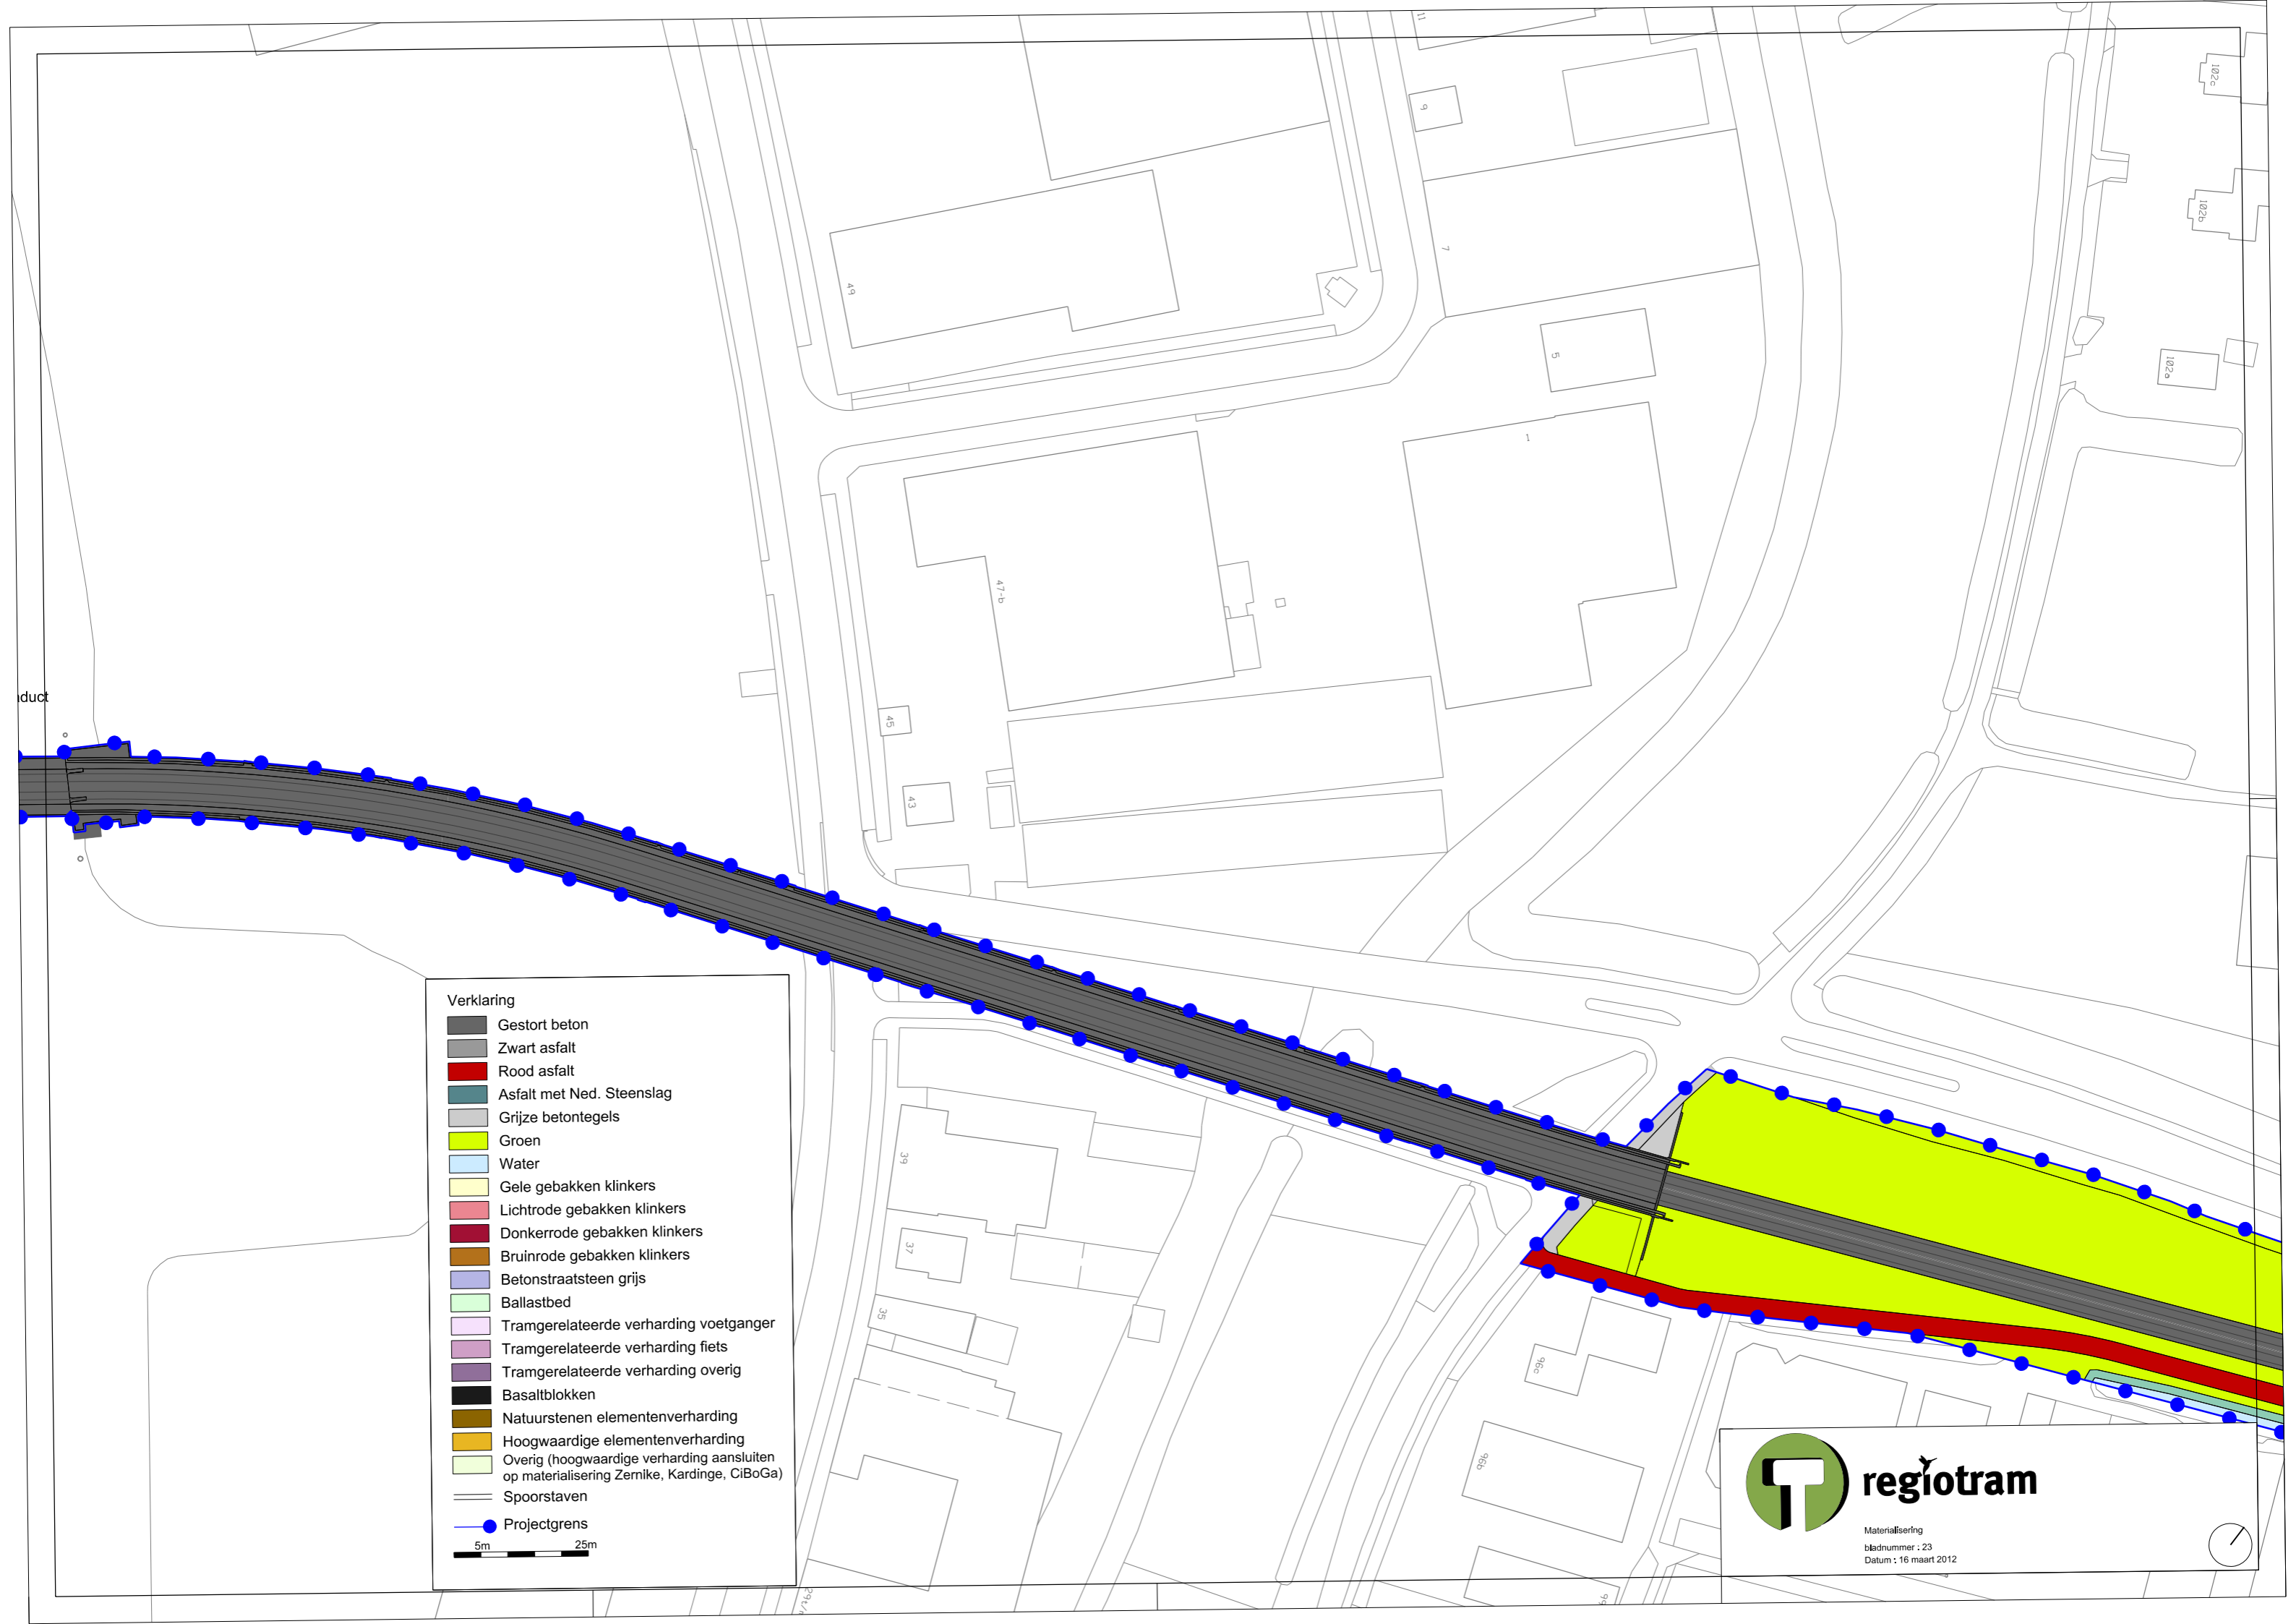 11
102c
9
102b
7
49
5
102a
1
47-b
45
43
Verklaring
Gestort beton
Zwart asfalt
Rood asfalt
Asfalt met Ned. Steenslag
Grijze betontegels
Groen
Water
Gele gebakken klinkers
Lichtrode gebakken klinkers
Donkerrode gebakken klinkers
Bruinrode gebakken klinkers
Betonstraatsteen grijs
Ballastbed
Tramgerelateerde verharding voetganger
Tramgerelateerde verharding fiets
Tramgerelateerde verharding overig
Basaltblokken
Natuurstenen elementenverharding
Hoogwaardige elementenverharding
Overig (hoogwaardige verharding aansluiten
op materialisering Zernike, Kardinge, CiBoGa)
Spoorstaven
Projectgrens
5m 25m
39
37
35
96c
96b
regiotram
Materialisering
bladnummer : 23
Datum : 16 maart 2012